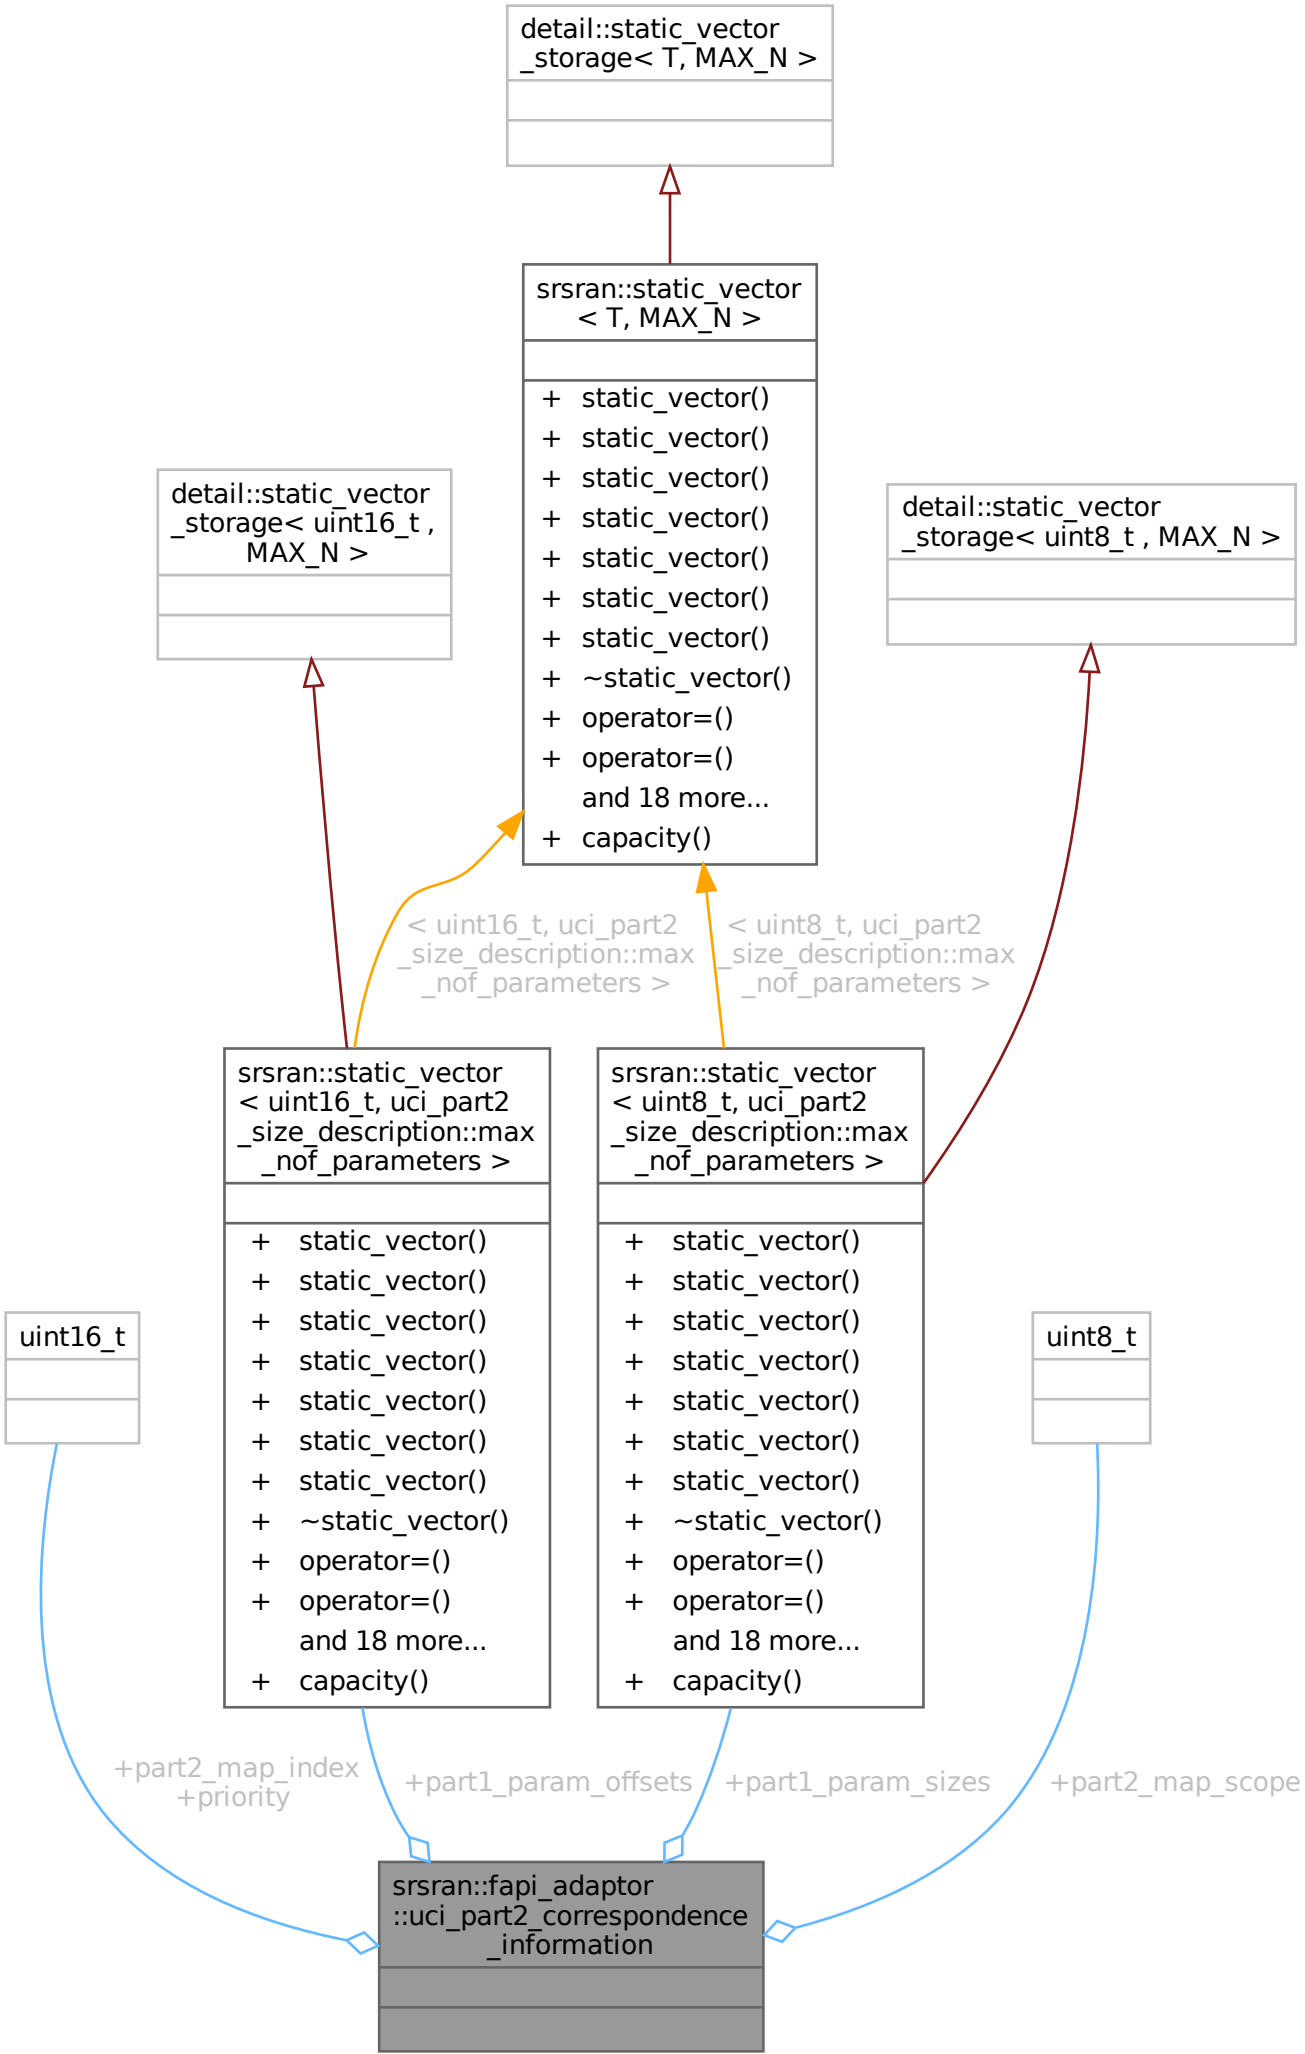 detail::static_vector
_storage< T, MAX_N >
srsran::static_vector
< T, MAX_N >
+ static_vector()
+ static_vector()
+ static_vector()
+ static_vector()
+ static_vector()
+ static_vector()
+ static_vector()
+ ~static_vector()
+ operator=()
+ operator=()
and 18 more...
+ capacity()
detail::static_vector
_storage< uint16_t ,
MAX_N >
detail::static_vector
_storage< uint8_t , MAX_N >
< uint16_t, uci_part2
_size_description::max
_nof_parameters >
< uint8_t, uci_part2
_size_description::max
_nof_parameters >
srsran::static_vector
< uint16_t, uci_part2
_size_description::max
_nof_parameters >
+ static_vector()
+ static_vector()
+ static_vector()
+ static_vector()
+ static_vector()
+ static_vector()
+ static_vector()
+ ~static_vector()
+ operator=()
+ operator=()
and 18 more...
+ capacity()
srsran::static_vector
< uint8_t, uci_part2
_size_description::max
_nof_parameters >
+ static_vector()
+ static_vector()
+ static_vector()
+ static_vector()
+ static_vector()
+ static_vector()
+ static_vector()
+ ~static_vector()
+ operator=()
+ operator=()
and 18 more...
+ capacity()
uint16_t
uint8_t
+part2_map_index
+priority
+part1_param_offsets
+part1_param_sizes
+part2_map_scope
srsran::fapi_adaptor
::uci_part2_correspondence
_information